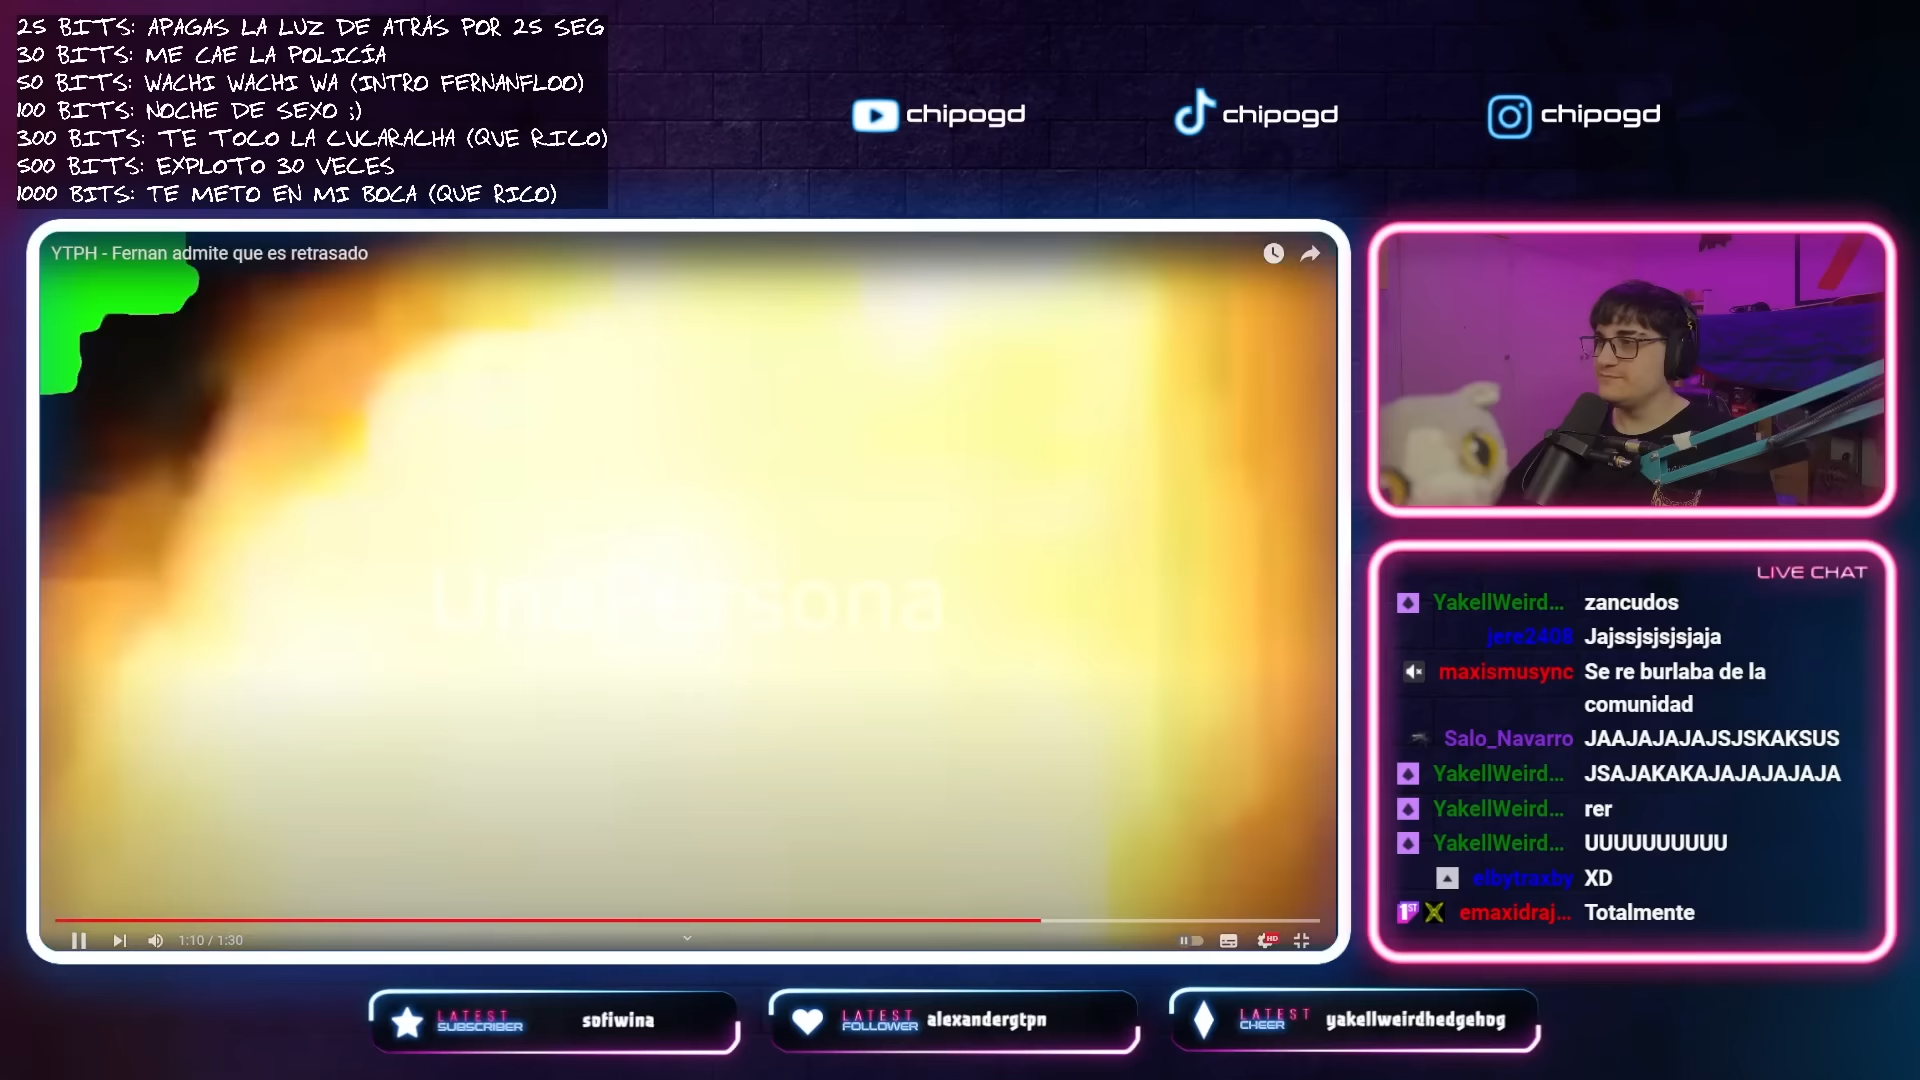 25 BITS: APAGAS LA LUZ DE ATRÁS POR 25 SEG
30 BITS: ME CAE LA POLICÍA
50 BITS: WACHI WACHI WA (INTRO FERNANFLOO)
100 BITS: NOCHE DE SEXO ;)
300 BITS: TE TOCO LA CUCARACHA (QUE RICO)
500 BITS: EXPLOTO 30 VECES
1000 BITS: TE METO EN MI BOCA (QUE RICO)
chipogd
chipogd
chipogd
YTPH - Fernan admite que es retrasado
Una Persona
1:10 / 1:30
HD
LIVE CHAT
YakellWeird... zancudos
jere2408 Jajssjsjsjsjaja
maxismusync Se re burlaba de la
comunidad
Salo_Navarro JAAJAJAJAJSJSKAKSUS
YakellWeird... JSAJAKAKAJAJAJAJAJA
YakellWeird... rer
YakellWeird... UUUUUUUUUU
elbytraxby XD
1ST emaxidraj... Totalmente
LATEST SUBSCRIBER sofiwina
LATEST FOLLOWER alexandergtpn
LATEST CHEER yakellweirdhedgehog